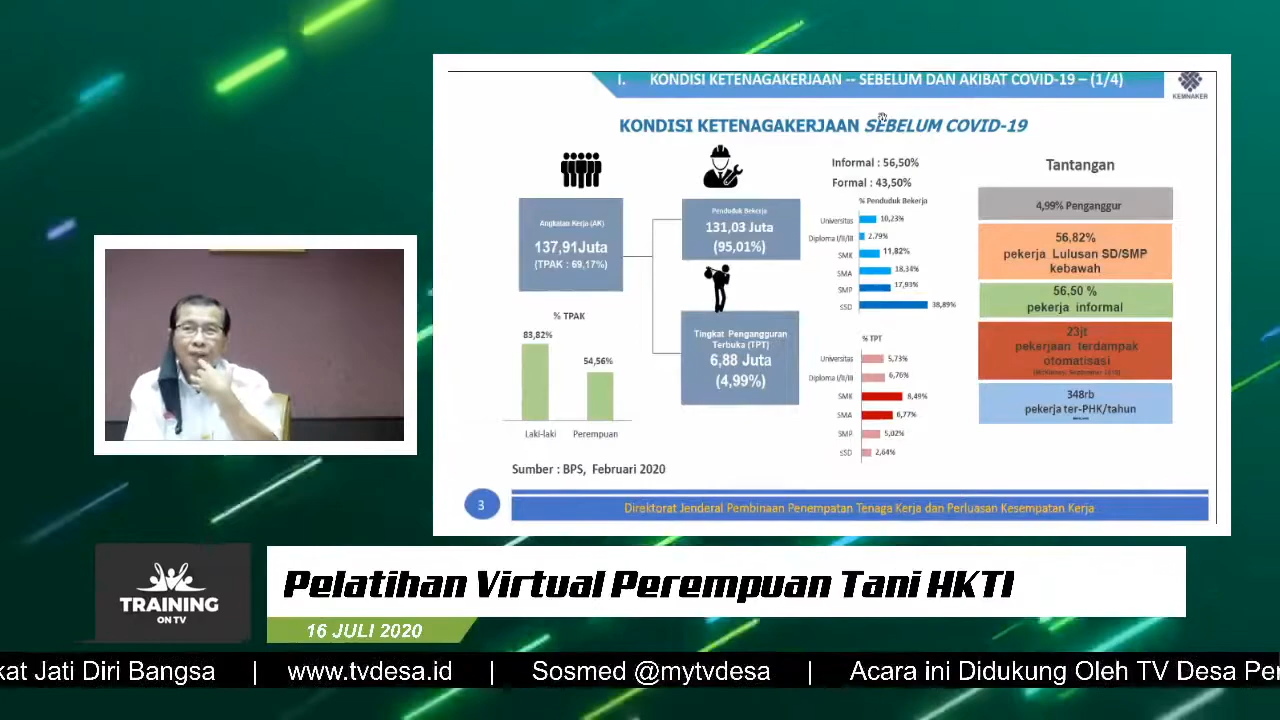 I. KONDISI KETENAGAKERJAAN -- SEBELUM DAN AKIBAT COVID-19 – (1/4)
KEMNAKER
KONDISI KETENAGAKERJAAN SEBELUM COVID-19
Angkatan Kerja (AK)
137,91Juta
(TPAK : 69,17%)
Penduduk Bekerja
131,03 Juta
(95,01%)
Tingkat Pengangguran
Terbuka (TPT)
6,88 Juta
(4,99%)
% TPAK
83,82%
54,56%
Laki-laki
Perempuan
Informal : 56,50%
Formal : 43,50%
% Penduduk Bekerja
Universitas 10,23%
Diploma I/II/III 2.79%
SMK 11,82%
SMA 18,34%
SMP 17,93%
≤SD 38,89%
% TPT
Universitas 5,73%
Diploma I/II/III 6,76%
SMK 8,49%
SMA 6,77%
SMP 5,02%
≤SD 2,64%
Tantangan
4,99% Penganggur
56,82%
pekerja Lulusan SD/SMP
kebawah
56.50 %
pekerja informal
23jt
pekerjaan terdampak
otomatisasi
348rb
pekerja ter-PHK/tahun
Sumber : BPS, Februari 2020
3
Direktorat Jenderal Pembinaan Penempatan Tenaga Kerja dan Perluasan Kesempatan Kerja
TRAINING
ON TV
Pelatihan Virtual Perempuan Tani HKTI
16 JULI 2020
kat Jati Diri Bangsa | www.tvdesa.id | Sosmed @mytvdesa | Acara ini Didukung Oleh TV Desa Per